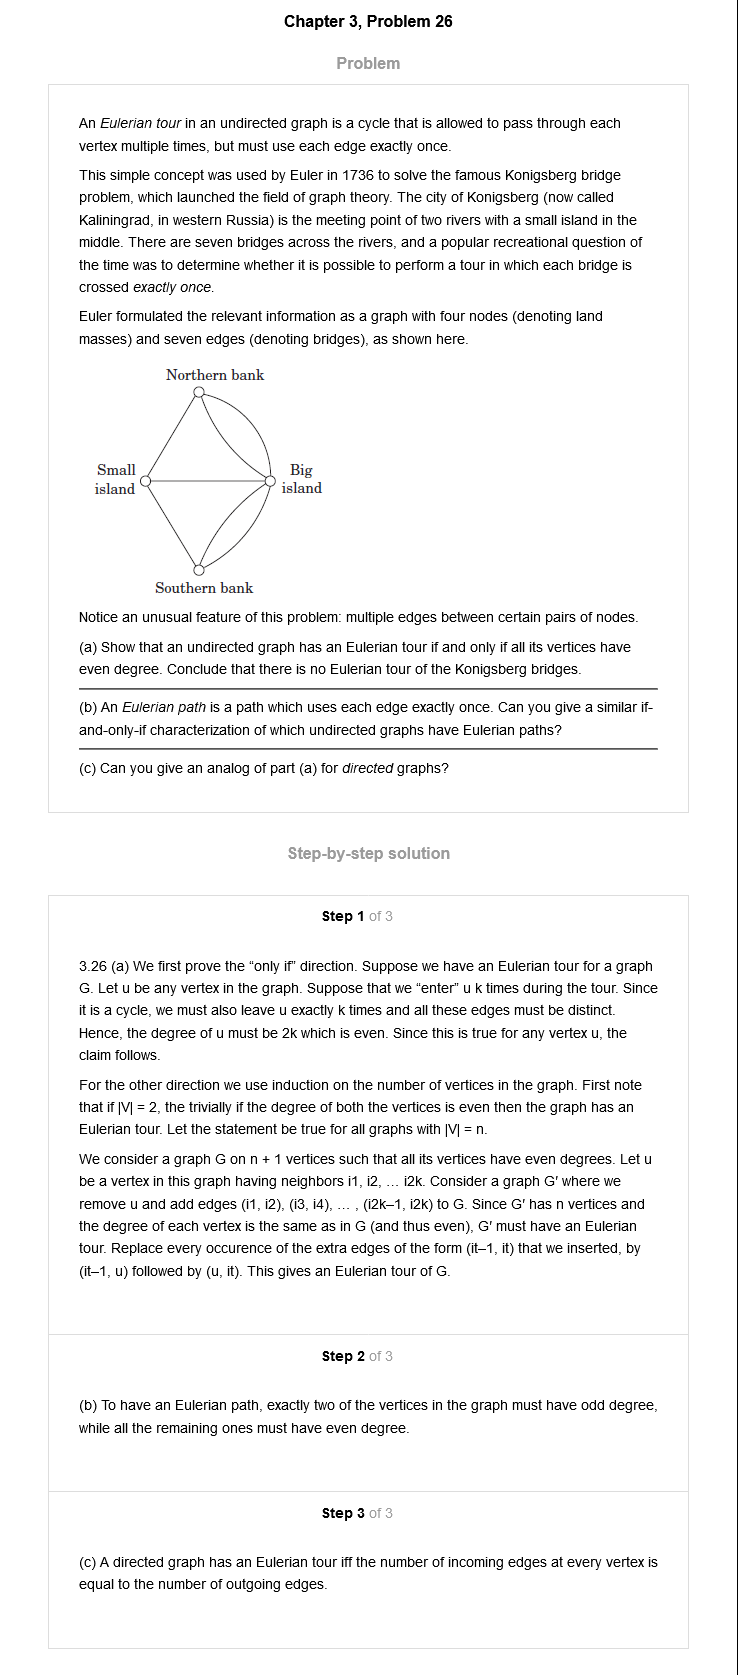 Chapter 3, Problem 26
Problem
An Eulerian tour in an undirected graph is a cycle that is allowed to pass through each
vertex multiple times, but must use each edge exactly once.
This simple concept was used by Euler in 1736 to solve the famous Konigsberg bridge
problem, which launched the field of graph theory. The city of Konigsberg (now called
Kaliningrad, in western Russia) is the meeting point of two rivers with a small island in the
middle. There are seven bridges across the rivers, and a popular recreational question of
the time was to determine whether it is possible to perform a tour in which each bridge is
crossed exactly once.
Euler formulated the relevant information as a graph with four nodes (denoting land
masses) and seven edges (denoting bridges), as shown here.
Northern bank
Small
island
Big
island
Southern bank
Notice an unusual feature of this problem: multiple edges between certain pairs of nodes.
(a) Show that an undirected graph has an Eulerian tour if and only if all its vertices have
even degree. Conclude that there is no Eulerian tour of the Konigsberg bridges.
(b) An Eulerian path is a path which uses each edge exactly once. Can you give a similar if-
and-only-if characterization of which undirected graphs have Eulerian paths?
(c) Can you give an analog of part (a) for directed graphs?
Step-by-step solution
Step 1 of 3
3.26 (a) We first prove the “only if” direction. Suppose we have an Eulerian tour for a graph
G. Let u be any vertex in the graph. Suppose that we “enter” u k times during the tour. Since
it is a cycle, we must also leave u exactly k times and all these edges must be distinct.
Hence, the degree of u must be 2k which is even. Since this is true for any vertex u, the
claim follows.
For the other direction we use induction on the number of vertices in the graph. First note
that if |V| = 2, the trivially if the degree of both the vertices is even then the graph has an
Eulerian tour. Let the statement be true for all graphs with |V| = n.
We consider a graph G on n + 1 vertices such that all its vertices have even degrees. Let u
be a vertex in this graph having neighbors i1, i2, … i2k. Consider a graph G′ where we
remove u and add edges (i1, i2), (i3, i4), … , (i2k–1, i2k) to G. Since G′ has n vertices and
the degree of each vertex is the same as in G (and thus even), G′ must have an Eulerian
tour. Replace every occurence of the extra edges of the form (it–1, it) that we inserted, by
(it–1, u) followed by (u, it). This gives an Eulerian tour of G.
Step 2 of 3
(b) To have an Eulerian path, exactly two of the vertices in the graph must have odd degree,
while all the remaining ones must have even degree.
Step 3 of 3
(c) A directed graph has an Eulerian tour iff the number of incoming edges at every vertex is
equal to the number of outgoing edges.